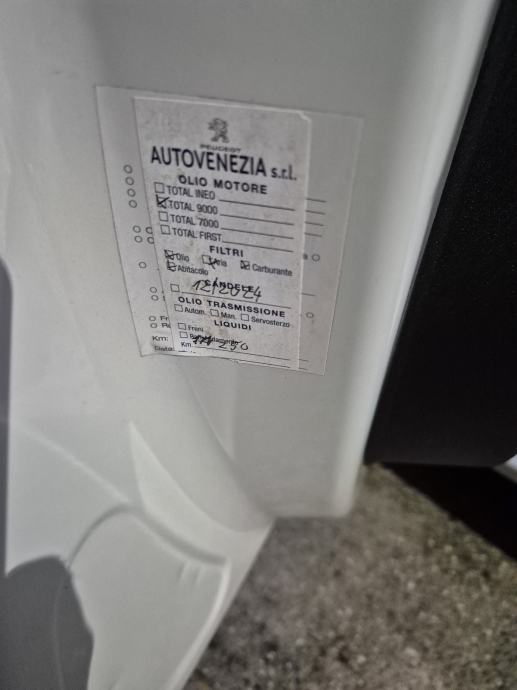 PEUGEOT
AUTOVENEZIA s.r.l.
OLIO MOTORE
TOTAL INEO
TOTAL 9000
TOTAL 7000
TOTAL FIRST
FILTRI
Olio Aria Carburante
Abitacolo
CANDELE
12/2024
OLIO TRASMISSIONE
Autom. Man. Servosterzo
LIQUIDI
Freni
Km.
Km: